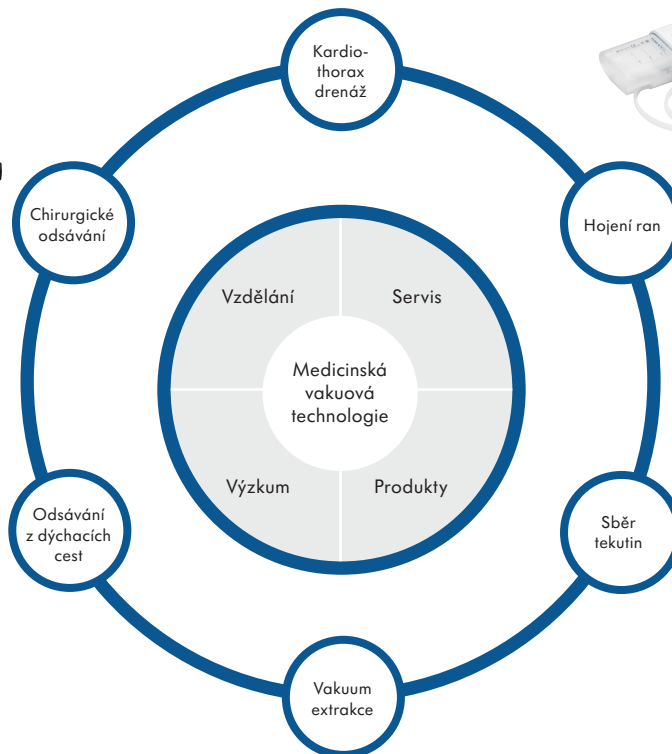 Kardio-
thorax
drenáž
Chirurgické
odsávání
Hojení ran
Vzdělání
Servis
Medicinská
vakuová
technologie
Výzkum
Produkty
Odsávání
z dýchacích
cest
Sběr
tekutin
Vakuum
extrakce